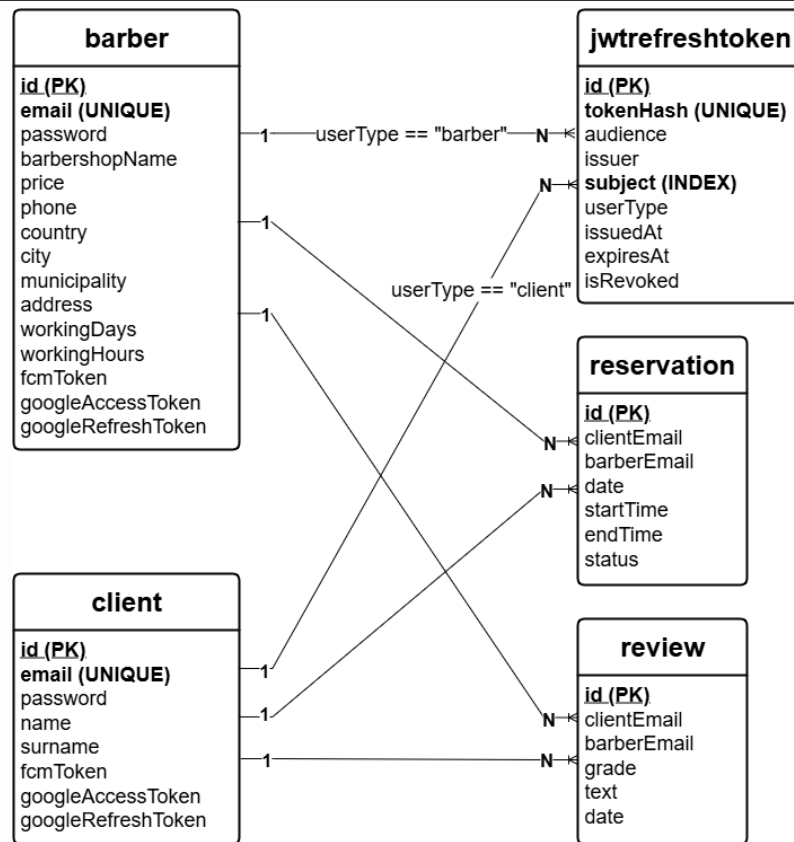 barber
id (PK)
email (UNIQUE)
password
barbershopName
price
phone
country
city
municipality
address
workingDays
workingHours
fcmToken
googleAccessToken
googleRefreshToken
jwtrefreshtoken
id (PK)
tokenHash (UNIQUE)
audience
issuer
subject (INDEX)
userType
issuedAt
expiresAt
isRevoked
1 userType == "barber" N
1
1
N
userType == "client"
reservation
id (PK)
clientEmail
barberEmail
date
startTime
endTime
status
N
N
client
id (PK)
email (UNIQUE)
password
name
surname
fcmToken
googleAccessToken
googleRefreshToken
1
1
1
review
id (PK)
clientEmail
barberEmail
grade
text
date
N
N